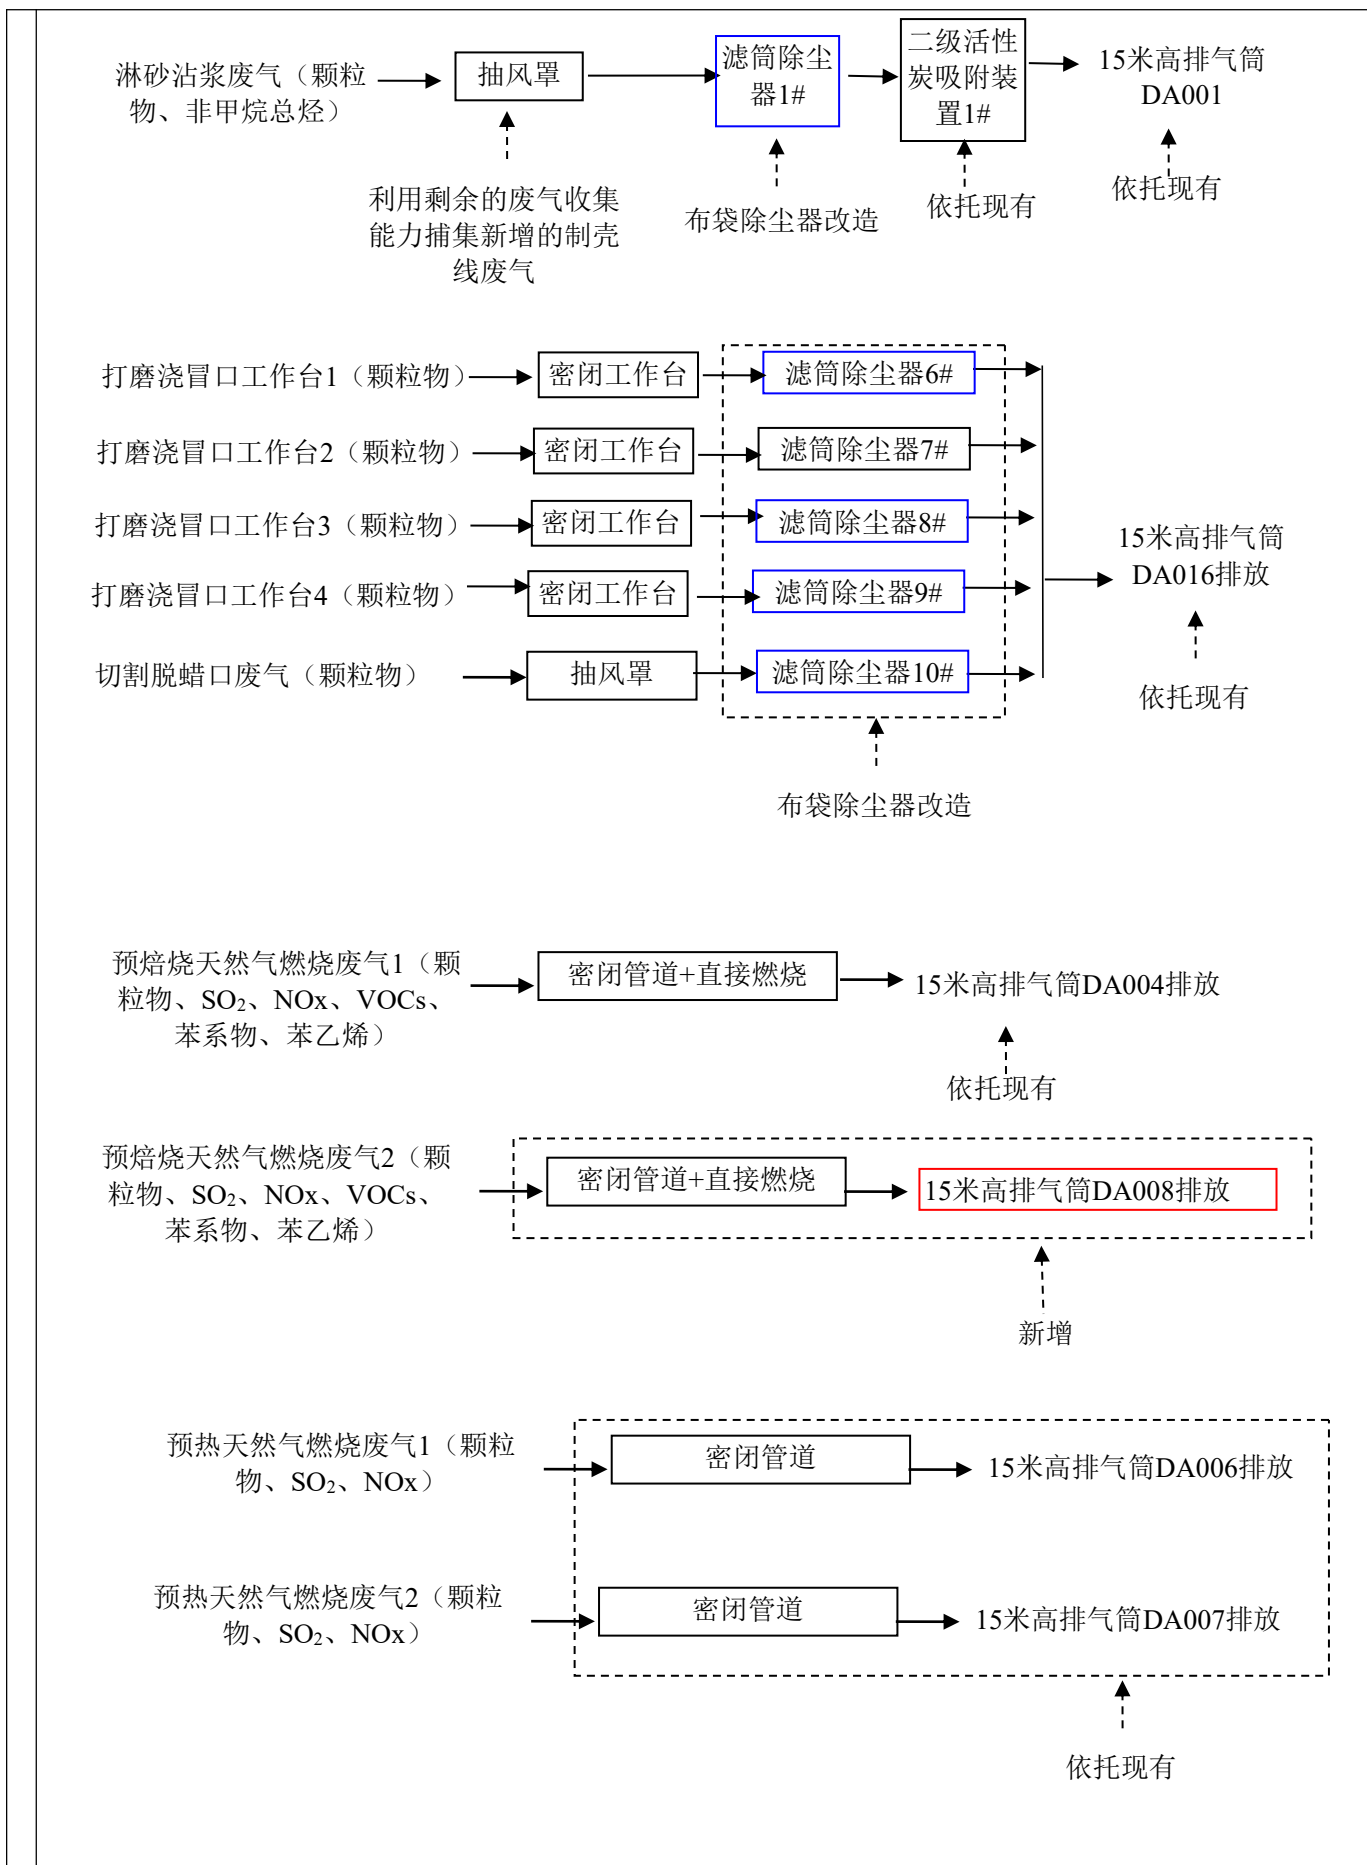 淋砂沾浆废气（颗粒
物、非甲烷总烃）
抽风罩
滤筒除尘
器1#
二级活性
炭吸附装
置1#
15米高排气筒
DA001
利用剩余的废气收集
能力捕集新增的制壳
线废气
布袋除尘器改造
依托现有
依托现有
打磨浇冒口工作台1（颗粒物）
密闭工作台
滤筒除尘器6#
打磨浇冒口工作台2（颗粒物）
密闭工作台
滤筒除尘器7#
打磨浇冒口工作台3（颗粒物）
密闭工作台
滤筒除尘器8#
打磨浇冒口工作台4（颗粒物）
密闭工作台
滤筒除尘器9#
切割脱蜡口废气（颗粒物）
抽风罩
滤筒除尘器10#
15米高排气筒
DA016排放
依托现有
布袋除尘器改造
预焙烧天然气燃烧废气1（颗
粒物、SO₂、NOx、VOCs、
苯系物、苯乙烯）
密闭管道+直接燃烧
15米高排气筒DA004排放
依托现有
预焙烧天然气燃烧废气2（颗
粒物、SO₂、NOx、VOCs、
苯系物、苯乙烯）
密闭管道+直接燃烧
15米高排气筒DA008排放
新增
预热天然气燃烧废气1（颗粒
物、SO₂、NOx）
密闭管道
15米高排气筒DA006排放
预热天然气燃烧废气2（颗粒
物、SO₂、NOx）
密闭管道
15米高排气筒DA007排放
依托现有